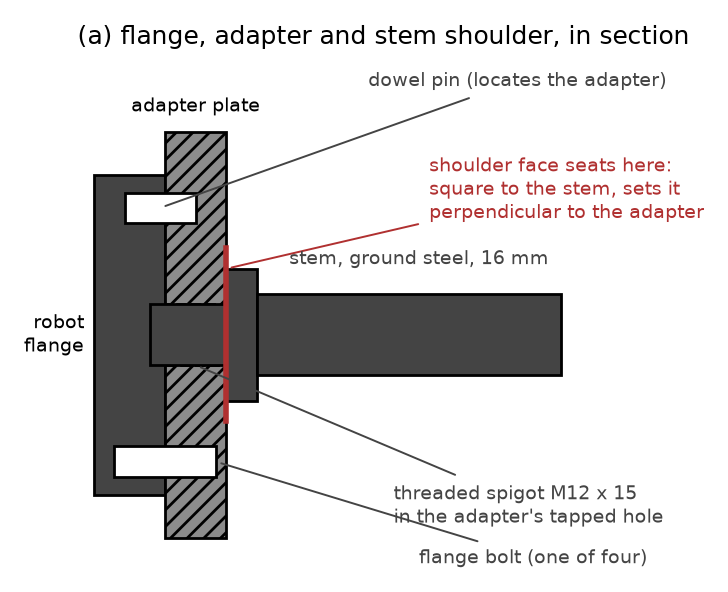 (a) flange, adapter and stem shoulder, in section
dowel pin (locates the adapter)
adapter plate
shoulder face seats here:
square to the stem, sets it
perpendicular to the adapter
stem, ground steel, 16 mm
robot
flange
threaded spigot M12 x 15
in the adapter's tapped hole
flange bolt (one of four)